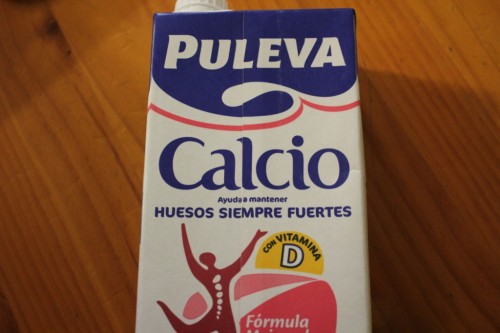 PULEVA
Calcio
Ayuda a mantener
HUESOS SIEMPRE FUERTES
CON VITAMINA
D
Fórmula